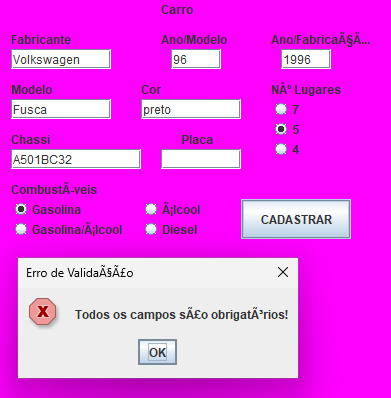 Carro
Fabricante Ano/Modelo Ano/FabricaÃ§Ã...
Volkswagen 96 1996
Modelo Cor NÂº Lugares
Fusca preto 7
5
4
Chassi Placa
A501BC32
CombustÃ­veis
Gasolina Ã¡lcool
Gasolina/Ã¡lcool Diesel
CADASTRAR
Erro de ValidaÃ§Ã£o
Todos os campos sÃ£o obrigatÃ³rios!
OK